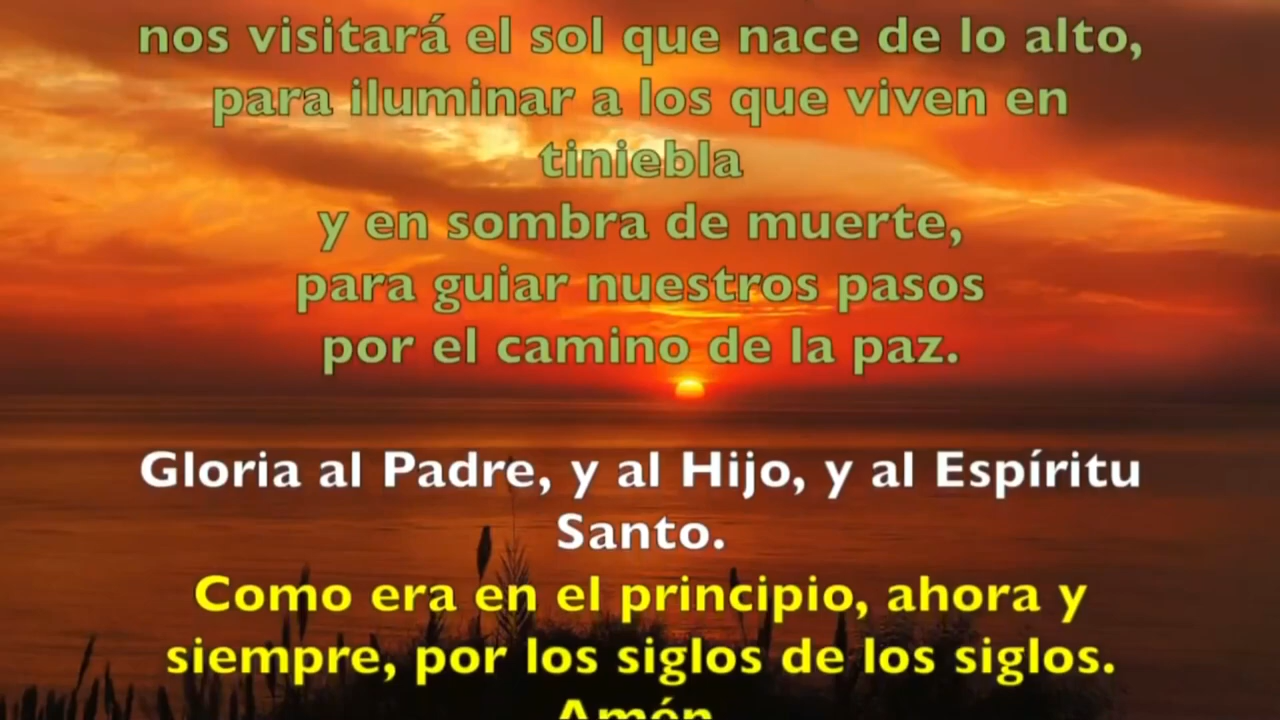 nos visitará el sol que nace de lo alto,
para iluminar a los que viven en
tiniebla
y en sombra de muerte,
para guiar nuestros pasos
por el camino de la paz.
Gloria al Padre, y al Hijo, y al Espíritu
Santo.
Como era en el principio, ahora y
siempre, por los siglos de los siglos.
Amén